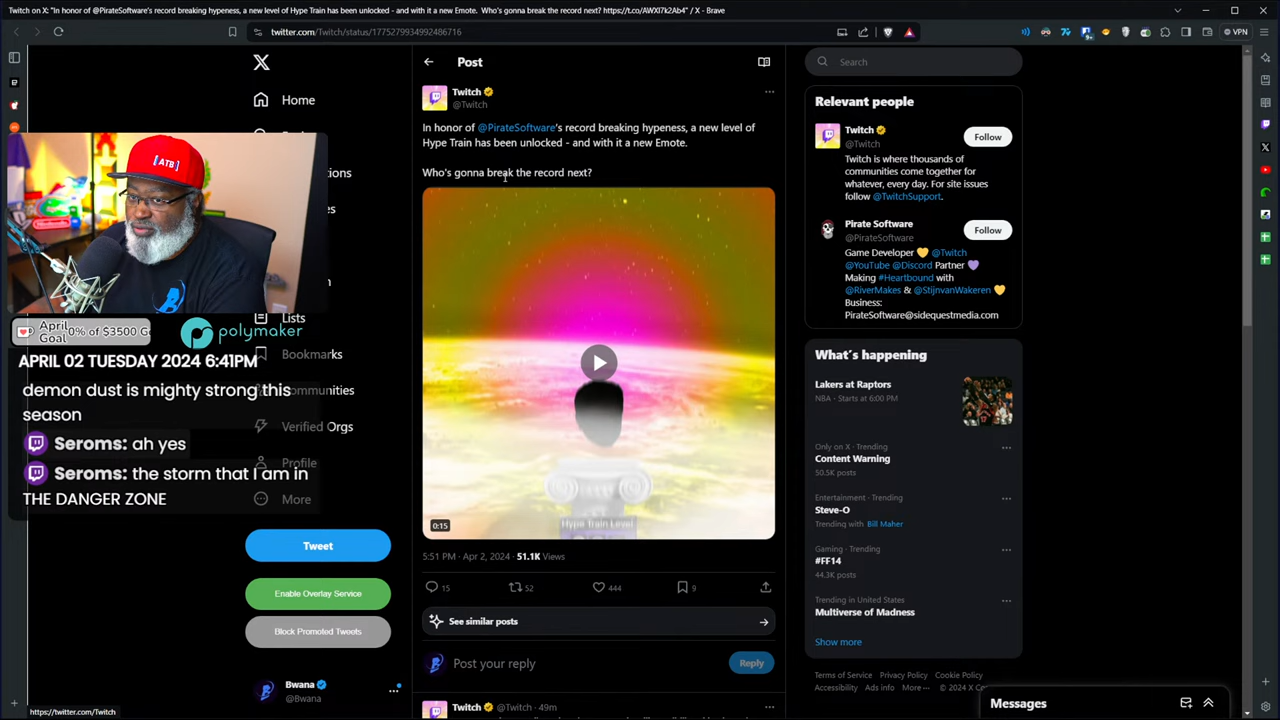 Twitch on X: "In honor of @PirateSoftware's record breaking hypeness, a new level of Hype Train has been unlocked - and with it a new Emote.  Who's gonna break the record next? https://t.co/AWXl7k2Ab4" / X - Brave
twitter.com/Twitch/status/1775279934992486716
VPN
Post
Search
Home
Twitch
@Twitch
In honor of @PirateSoftware's record breaking hypeness, a new level of
Hype Train has been unlocked - and with it a new Emote.
Who's gonna break the record next?
Hype Train Level
0:15
5:51 PM · Apr 2, 2024 · 51.1K Views
15
52
444
9
See similar posts
Post your reply
Reply
Twitch @Twitch · 49m
[ATB]
Lists
Bookmarks
Communities
Verified Orgs
Profile
More
Tweet
Enable Overlay Service
Block Promoted Tweets
Bwana
@Bwana
https://twitter.com/Twitch
April
Goal
0% of $3500
polymaker
APRIL 02 TUESDAY 2024 6:41PM
demon dust is mighty strong this
season
Seroms: ah yes
Seroms: the storm that I am in
THE DANGER ZONE
Relevant people
Twitch
@Twitch
Follow
Twitch is where thousands of
communities come together for
whatever, every day. For site issues
follow @TwitchSupport.
Pirate Software
@PirateSoftware
Follow
Game Developer 💛 @Twitch
@YouTube @Discord Partner 💜
Making #Heartbound with
@RiverMakes & @StijnvanWakeren 💛
Business:
PirateSoftware@sidequestmedia.com
What's happening
Lakers at Raptors
NBA · Starts at 6:00 PM
Only on X · Trending
Content Warning
50.5K posts
Entertainment · Trending
Steve-O
Trending with Bill Maher
Gaming · Trending
#FF14
44.3K posts
Trending in United States
Multiverse of Madness
Show more
Terms of Service Privacy Policy Cookie Policy
Accessibility Ads info More ··· © 2024 X
Messages